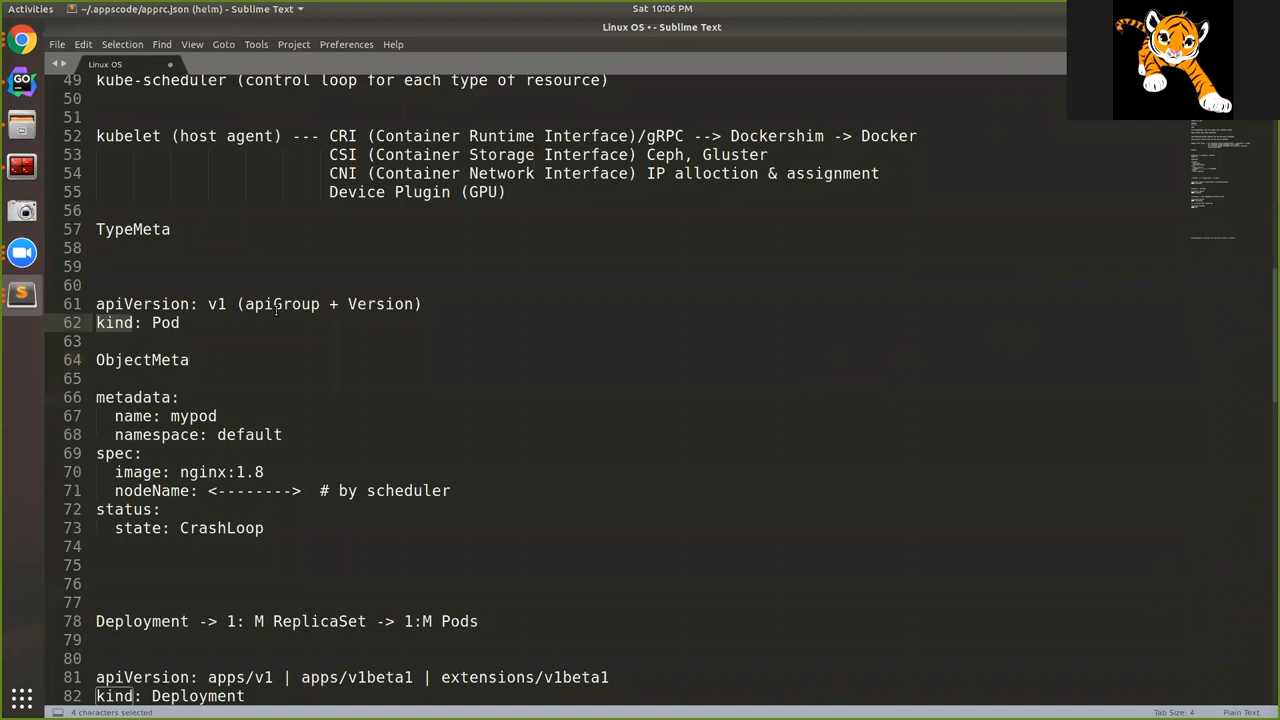 Activities ~/.appscode/apprc.json (helm) - Sublime Text Sat 10:06 PM
Linux OS • - Sublime Text
File Edit Selection Find View Goto Tools Project Preferences Help
Linux OS
49 kube-scheduler (control loop for each type of resource)
50
51
52 kubelet (host agent) --- CRI (Container Runtime Interface)/gRPC --> Dockershim -> Docker
53 CSI (Container Storage Interface) Ceph, Gluster
54 CNI (Container Network Interface) IP alloction & assignment
55 Device Plugin (GPU)
56
57 TypeMeta
58
59
60
61 apiVersion: v1 (apiGroup + Version)
62 kind: Pod
63
64 ObjectMeta
65
66 metadata:
67 name: mypod
68 namespace: default
69 spec:
70 image: nginx:1.8
71 nodeName: <--------> # by scheduler
72 status:
73 state: CrashLoop
74
75
76
77
78 Deployment -> 1: M ReplicaSet -> 1:M Pods
79
80
81 apiVersion: apps/v1 | apps/v1beta1 | extensions/v1beta1
82 kind: Deployment
4 characters selected Tab Size: 4 Plain Text